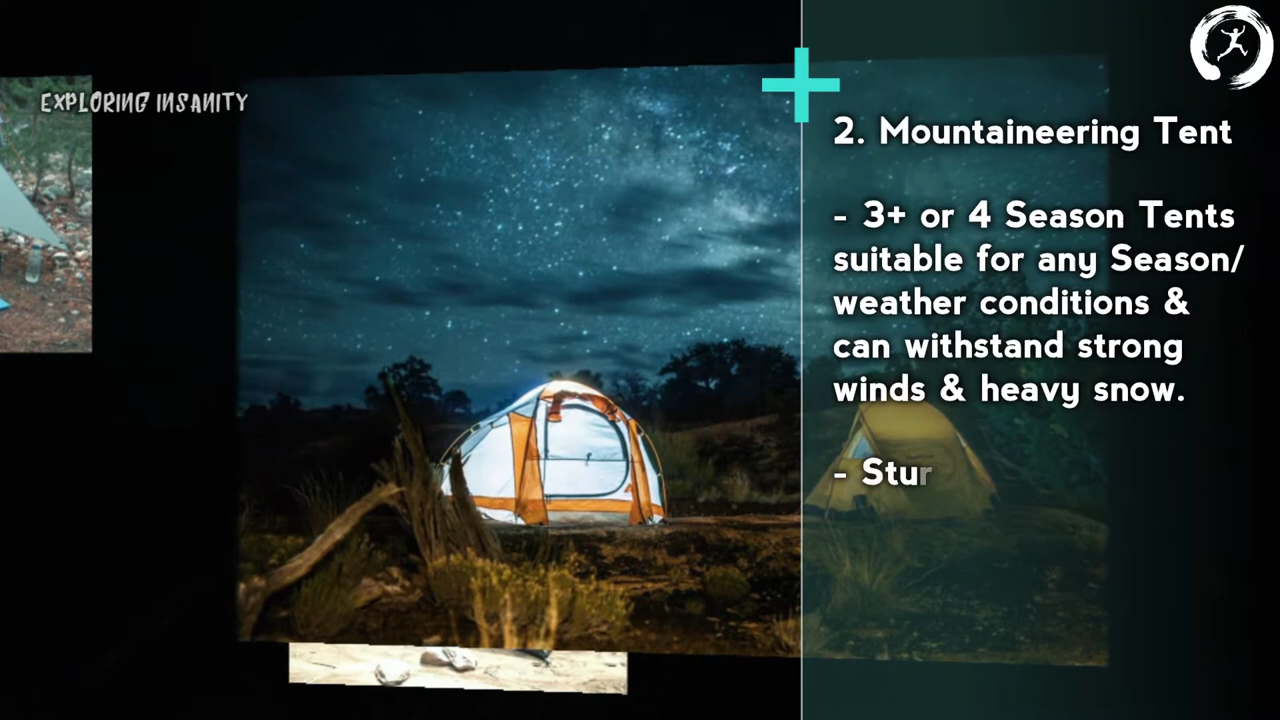 EXPLORING INSANITY
2. Mountaineering Tent
- 3+ or 4 Season Tents
suitable for any Season/
weather conditions &
can withstand strong
winds & heavy snow.
- Stur